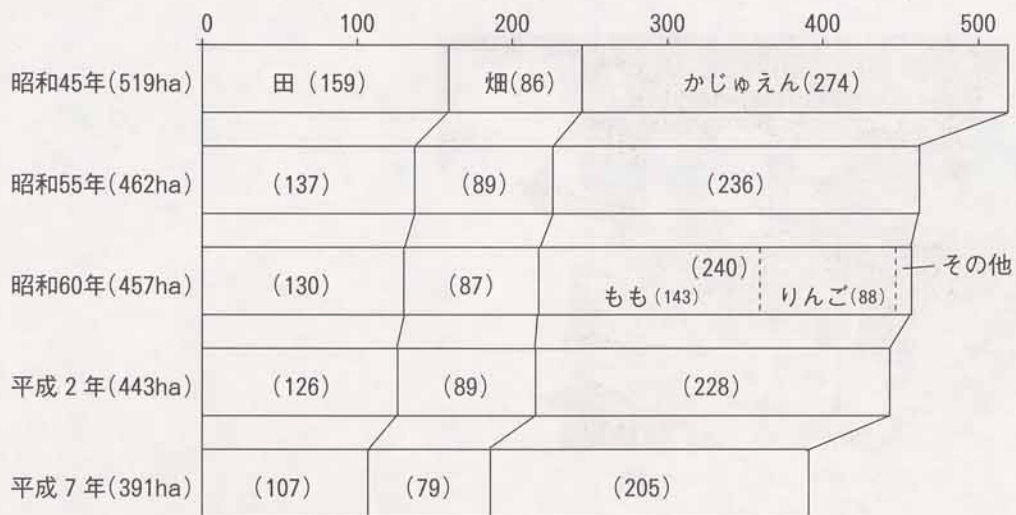 0 100 200 300 400 500
昭和45年(519ha) 田(159) 畑(86) かじゅえん(274)
昭和55年(462ha) (137) (89) (236)
昭和60年(457ha) (130) (87) (240) その他
もも(143) りんご(88)
平成2年(443ha) (126) (89) (228)
平成7年(391ha) (107) (79) (205)